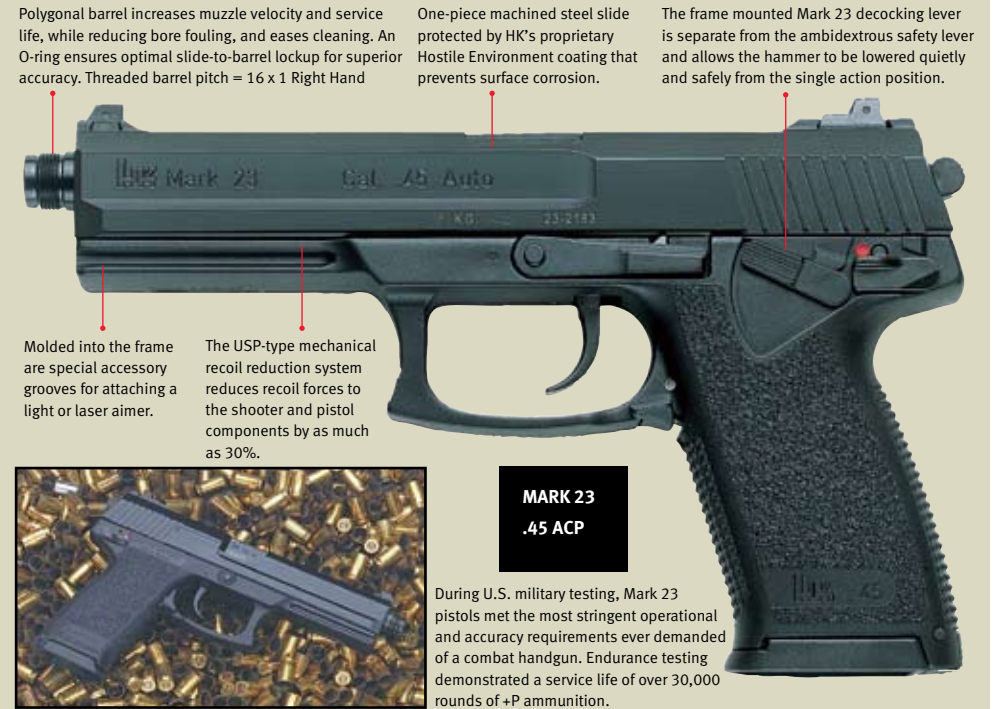 Polygonal barrel increases muzzle velocity and service
life, while reducing bore fouling, and eases cleaning. An
O-ring ensures optimal slide-to-barrel lockup for superior
accuracy. Threaded barrel pitch = 16 x 1 Right Hand
One-piece machined steel slide
protected by HK's proprietary
Hostile Environment coating that
prevents surface corrosion.
The frame mounted Mark 23 decocking lever
is separate from the ambidextrous safety lever
and allows the hammer to be lowered quietly
and safely from the single action position.
HK Mark 23 Cal. .45 Auto
KG 23-2183
Molded into the frame
are special accessory
grooves for attaching a
light or laser aimer.
The USP-type mechanical
recoil reduction system
reduces recoil forces to
the shooter and pistol
components by as much
as 30%.
MARK 23
.45 ACP
During U.S. military testing, Mark 23
pistols met the most stringent operational
and accuracy requirements ever demanded
of a combat handgun. Endurance testing
demonstrated a service life of over 30,000
rounds of +P ammunition.
HK 45